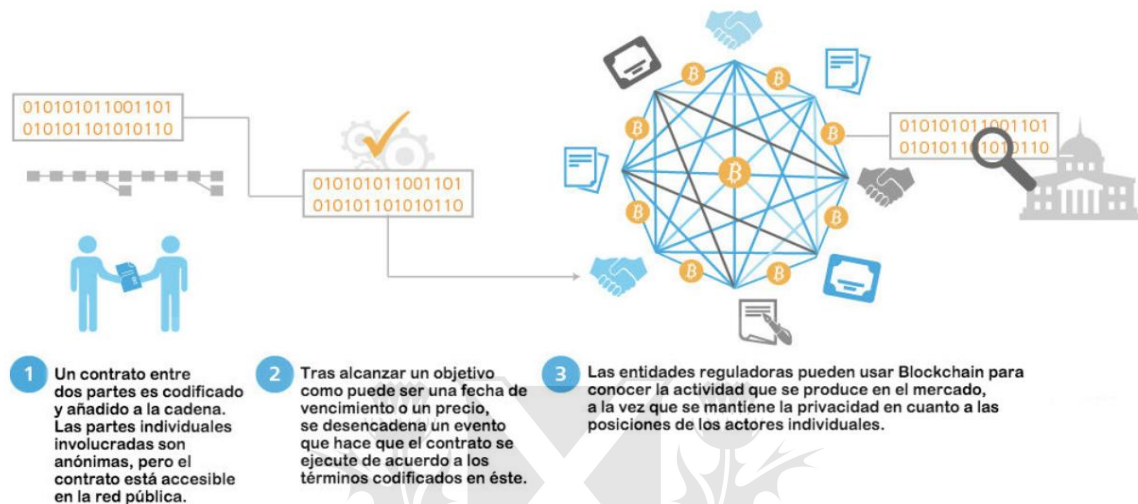 010101011001101
010101101010110
010101011001101
010101101010110
010101011001101
010101101010110
1
Un contrato entre
dos partes es codificado
y añadido a la cadena.
Las partes individuales
involucradas son
anónimas, pero el
contrato está accesible
en la red pública.
2
Tras alcanzar un objetivo
como puede ser una fecha de
vencimiento o un precio,
se desencadena un evento
que hace que el contrato se
ejecute de acuerdo a los
términos codificados en éste.
3
Las entidades reguladoras pueden usar Blockchain para
conocer la actividad que se produce en el mercado,
a la vez que se mantiene la privacidad en cuanto a las
posiciones de los actores individuales.